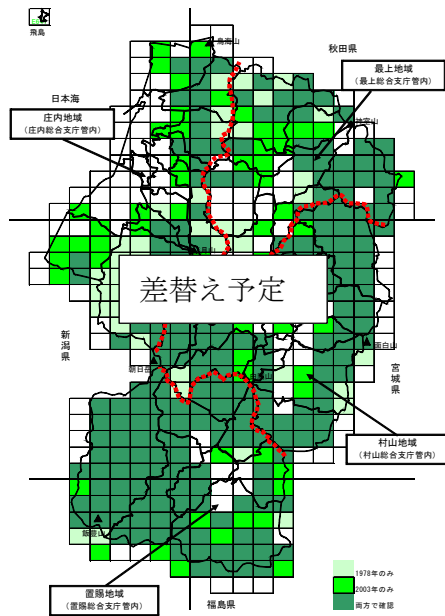 飛島
鳥海山
秋田県
最上地域
(最上総合支庁管内)
日本海
庄内地域
(庄内総合支庁管内)
神室山
月山
差替え予定
新潟県
面白山
宮城県
朝日岳
村山地域
(村山総合支庁管内)
飯豊山
置賜地域
(置賜総合支庁管内)
福島県
1978年のみ
2003年のみ
両方で確認